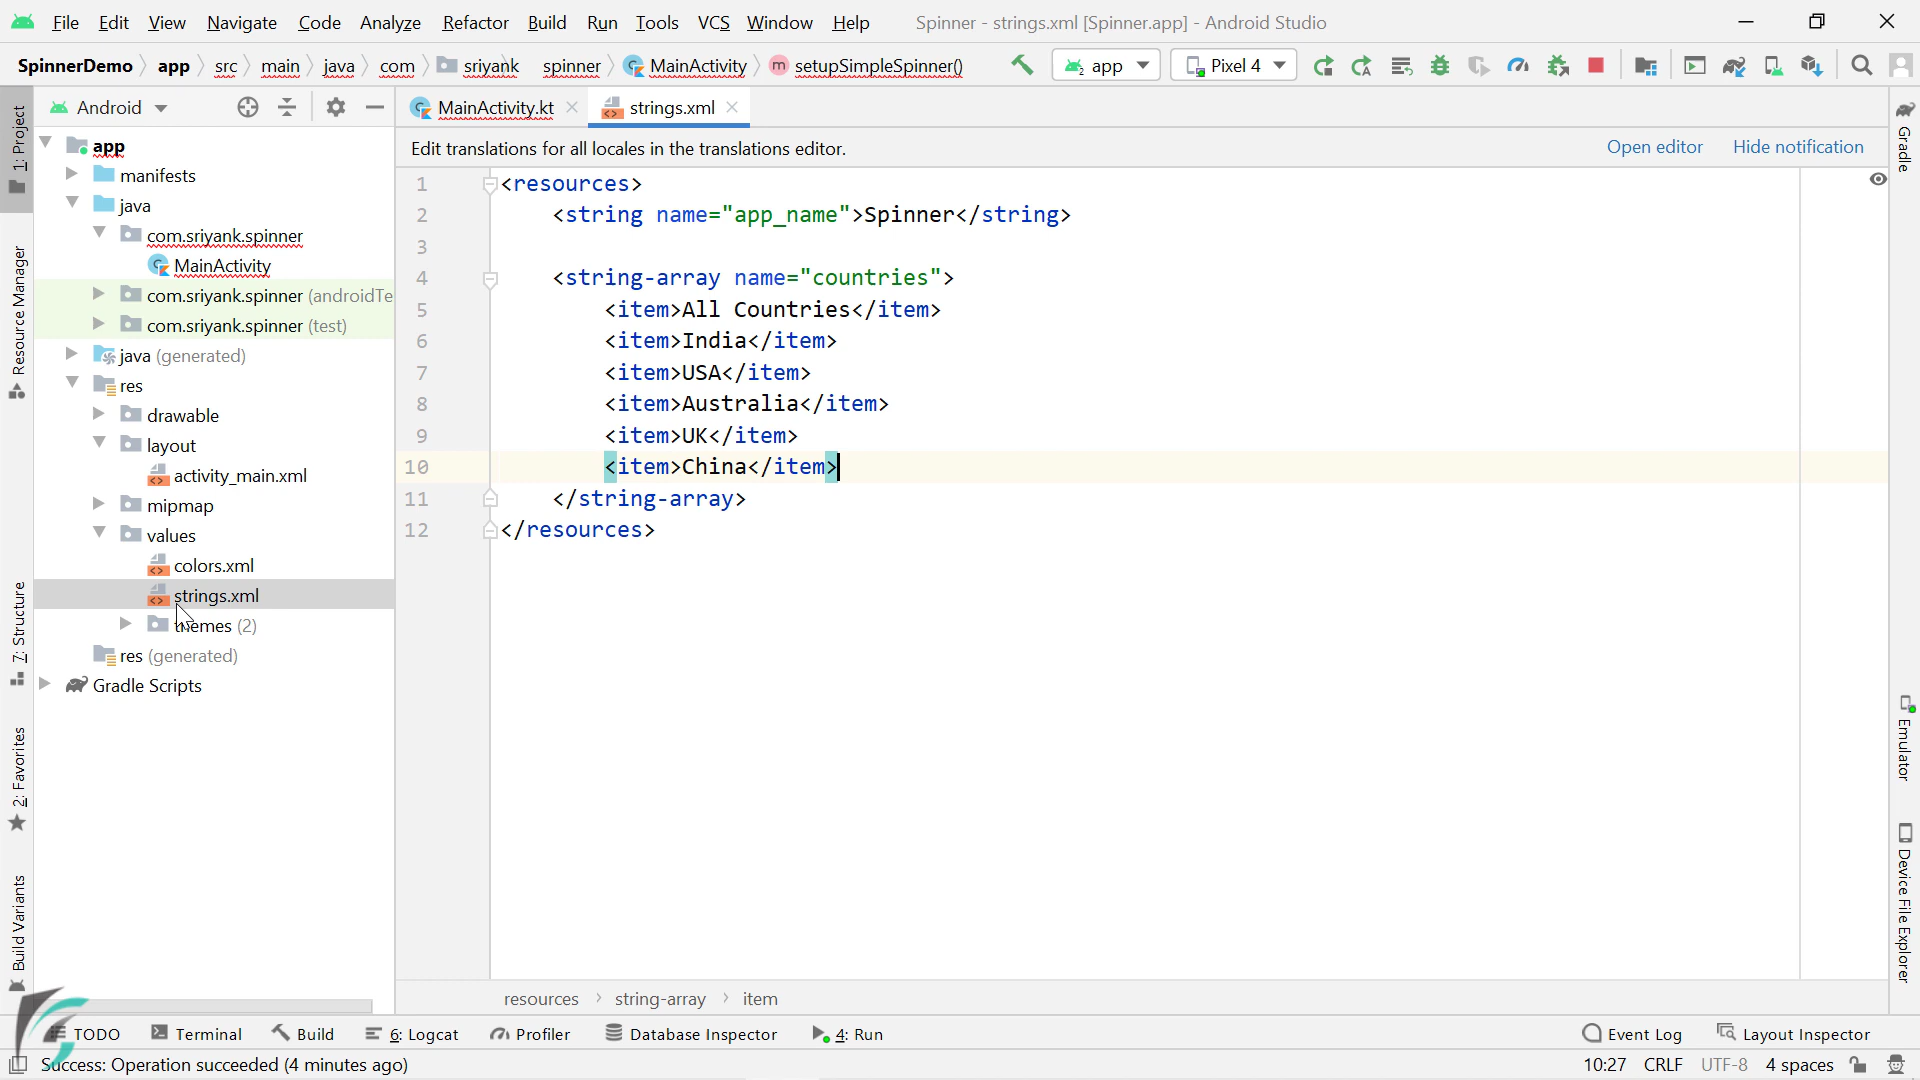 File Edit View Navigate Code Analyze Refactor Build Run Tools VCS Window Help Spinner - strings.xml [Spinner.app] - Android Studio
SpinnerDemo app src main java com sriyank spinner MainActivity setupSimpleSpinner() app Pixel 4
1: Project
Resource Manager
7: Structure
2: Favorites
Build Variants
Android
app
manifests
java
com.sriyank.spinner
MainActivity
com.sriyank.spinner (androidTe
com.sriyank.spinner (test)
java (generated)
res
drawable
layout
activity_main.xml
mipmap
values
colors.xml
strings.xml
themes (2)
res (generated)
Gradle Scripts
MainActivity.kt strings.xml
Edit translations for all locales in the translations editor. Open editor Hide notification
1 <resources>
2 <string name="app_name">Spinner</string>
3
4 <string-array name="countries">
5 <item>All Countries</item>
6 <item>India</item>
7 <item>USA</item>
8 <item>Australia</item>
9 <item>UK</item>
10 <item>China</item>
11 </string-array>
12 </resources>
resources string-array item
Gradle
Emulator
Device File Explorer
TODO Terminal Build 6: Logcat Profiler Database Inspector 4: Run Event Log Layout Inspector
Success: Operation succeeded (4 minutes ago) 10:27 CRLF UTF-8 4 spaces